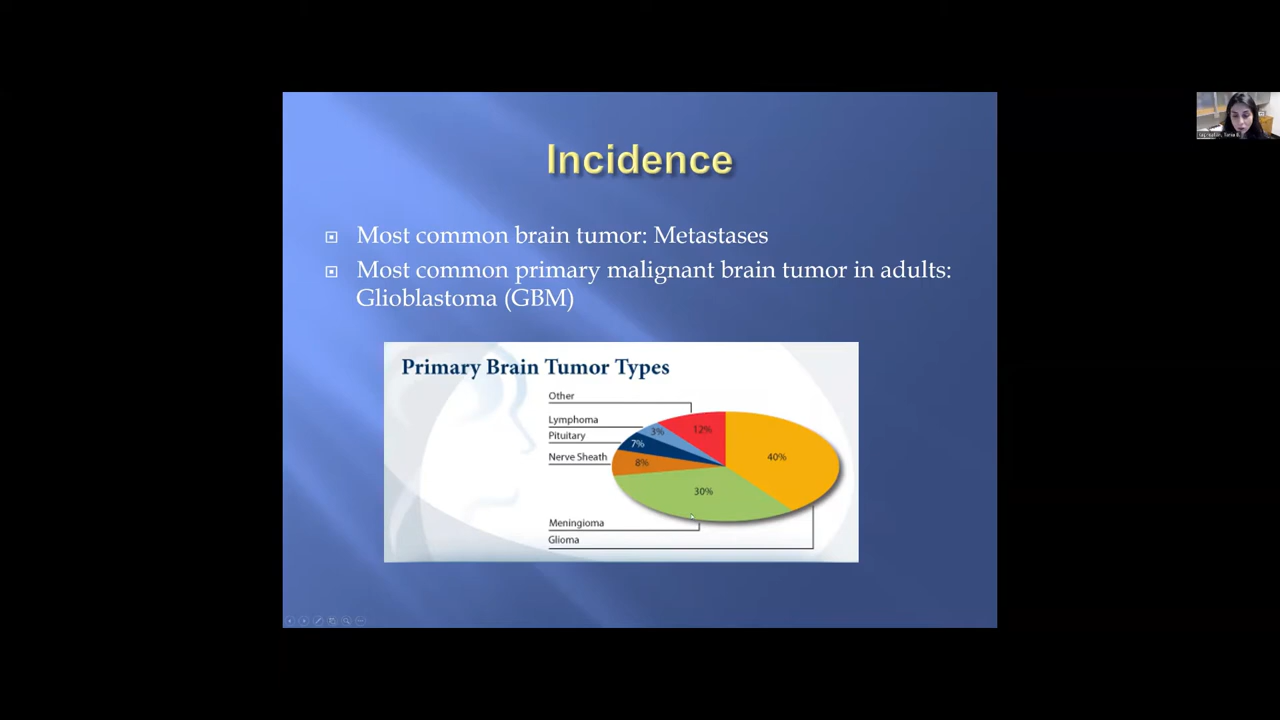 Incidence
Most common brain tumor: Metastases
Most common primary malignant brain tumor in adults:
Glioblastoma (GBM)
Primary Brain Tumor Types
Other
Lymphoma
Pituitary
Nerve Sheath
Meningioma
Glioma
12%
3%
7%
8%
40%
30%